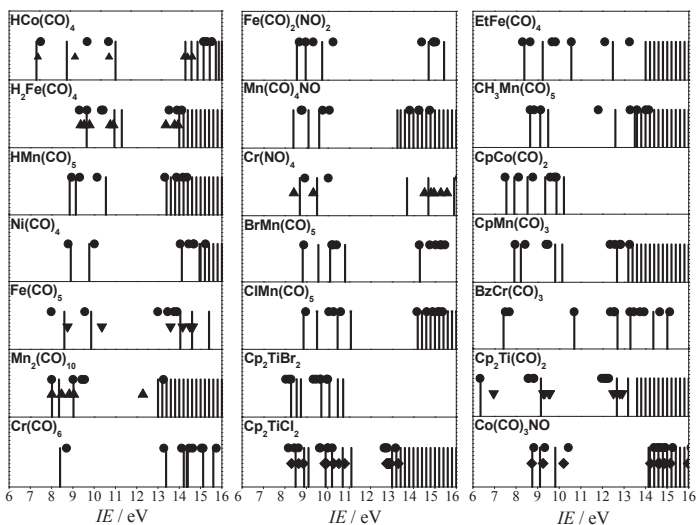 HCo(CO)4
Fe(CO)2(NO)2
EtFe(CO)4
H2Fe(CO)4
Mn(CO)4NO
CH3Mn(CO)5
HMn(CO)5
Cr(NO)4
CpCo(CO)2
Ni(CO)4
BrMn(CO)5
CpMn(CO)3
Fe(CO)5
ClMn(CO)5
BzCr(CO)3
Mn2(CO)10
Cp2TiBr2
Cp2Ti(CO)2
Cr(CO)6
Cp2TiCl2
Co(CO)3NO
6 7 8 9 10 11 12 13 14 15 16
6 7 8 9 10 11 12 13 14 15 16
6 7 8 9 10 11 12 13 14 15 16
IE / eV
IE / eV
IE / eV